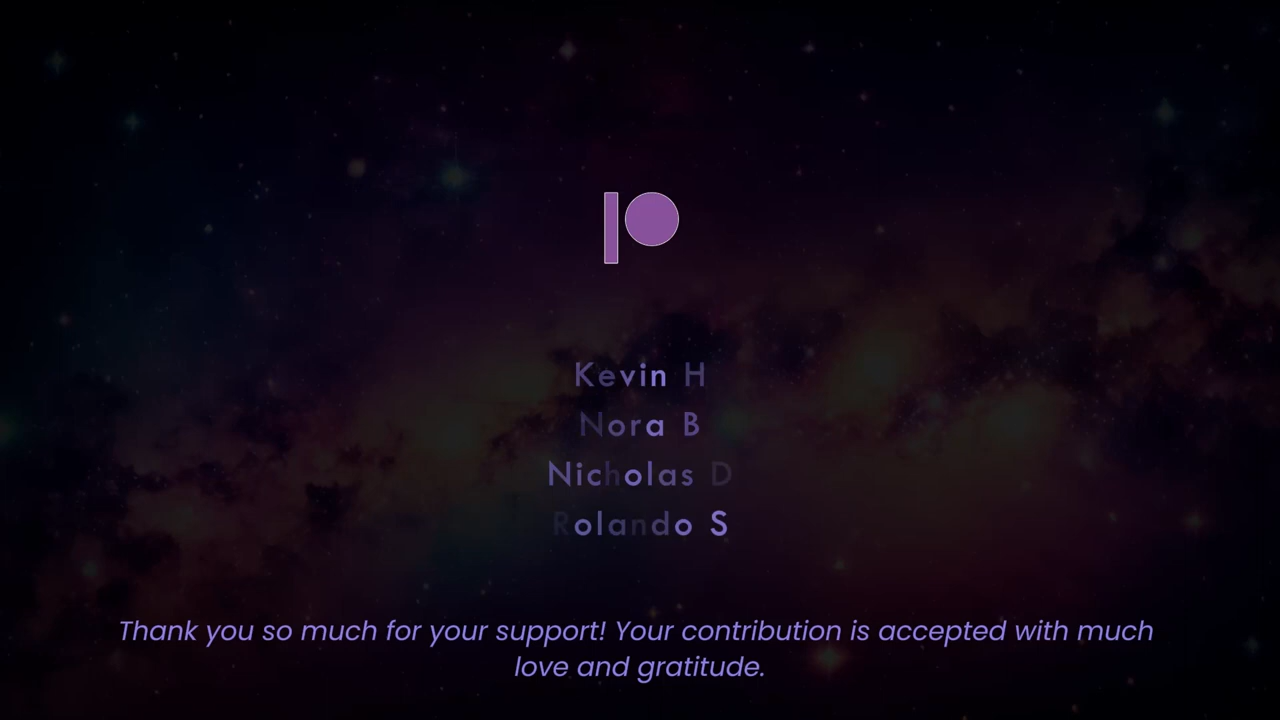 Kevin H
Nora B
Nicholas D
Rolando S
Thank you so much for your support! Your contribution is accepted with much
love and gratitude.